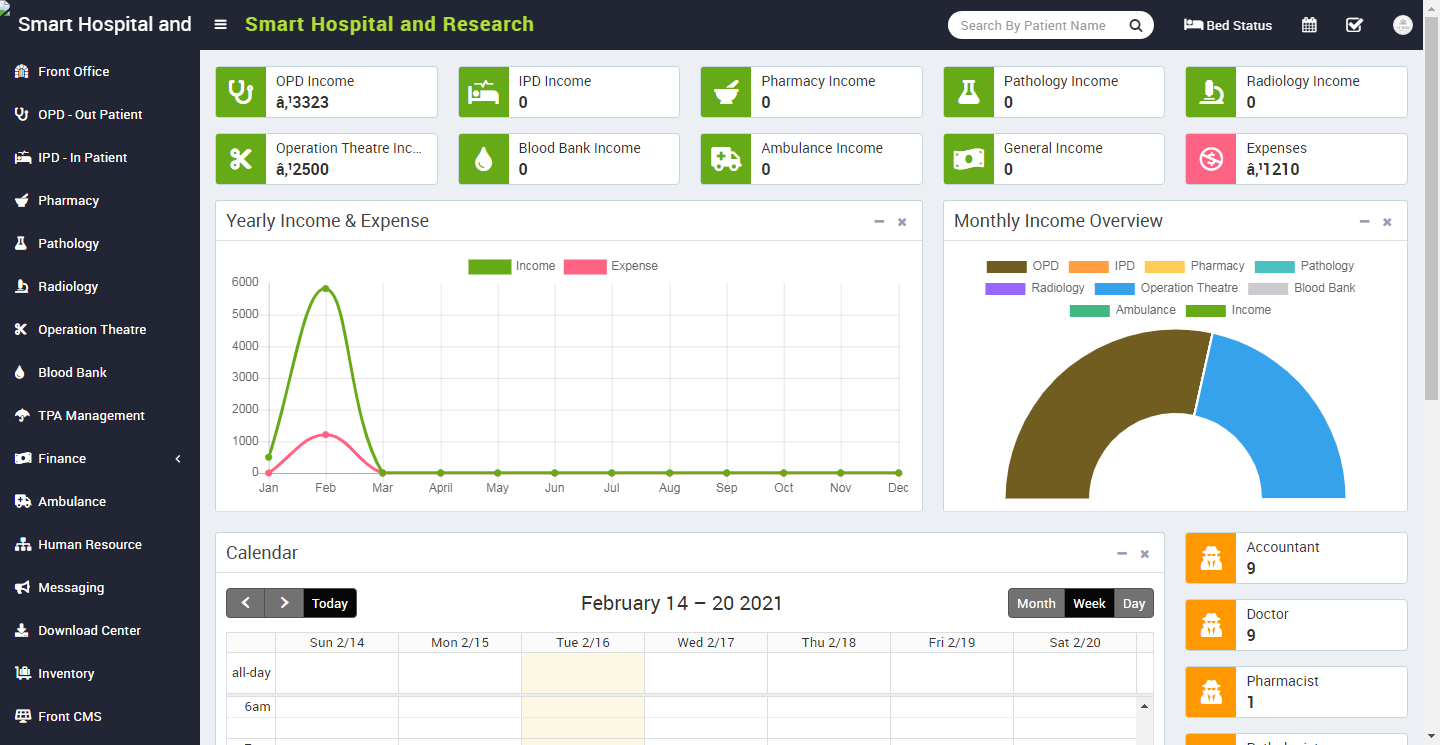 Smart Hospital and
Smart Hospital and Research
Search By Patient Name
Bed Status
Front Office
OPD - Out Patient
IPD - In Patient
Pharmacy
Pathology
Radiology
Operation Theatre
Blood Bank
TPA Management
Finance
Ambulance
Human Resource
Messaging
Download Center
Inventory
Front CMS
OPD Income
â‚¹3323
IPD Income
0
Pharmacy Income
0
Pathology Income
0
Radiology Income
0
Operation Theatre Inc...
â‚¹2500
Blood Bank Income
0
Ambulance Income
0
General Income
0
Expenses
â‚¹1210
Yearly Income & Expense
Income Expense
6000
5000
4000
3000
2000
1000
0
Jan Feb Mar April May Jun Jul Aug Sep Oct Nov Dec
Monthly Income Overview
OPD IPD Pharmacy Pathology
Radiology Operation Theatre Blood Bank
Ambulance Income
Calendar
Today
February 14 – 20 2021
Month Week Day
Sun 2/14 Mon 2/15 Tue 2/16 Wed 2/17 Thu 2/18 Fri 2/19 Sat 2/20
all-day
6am
Accountant
9
Doctor
9
Pharmacist
1